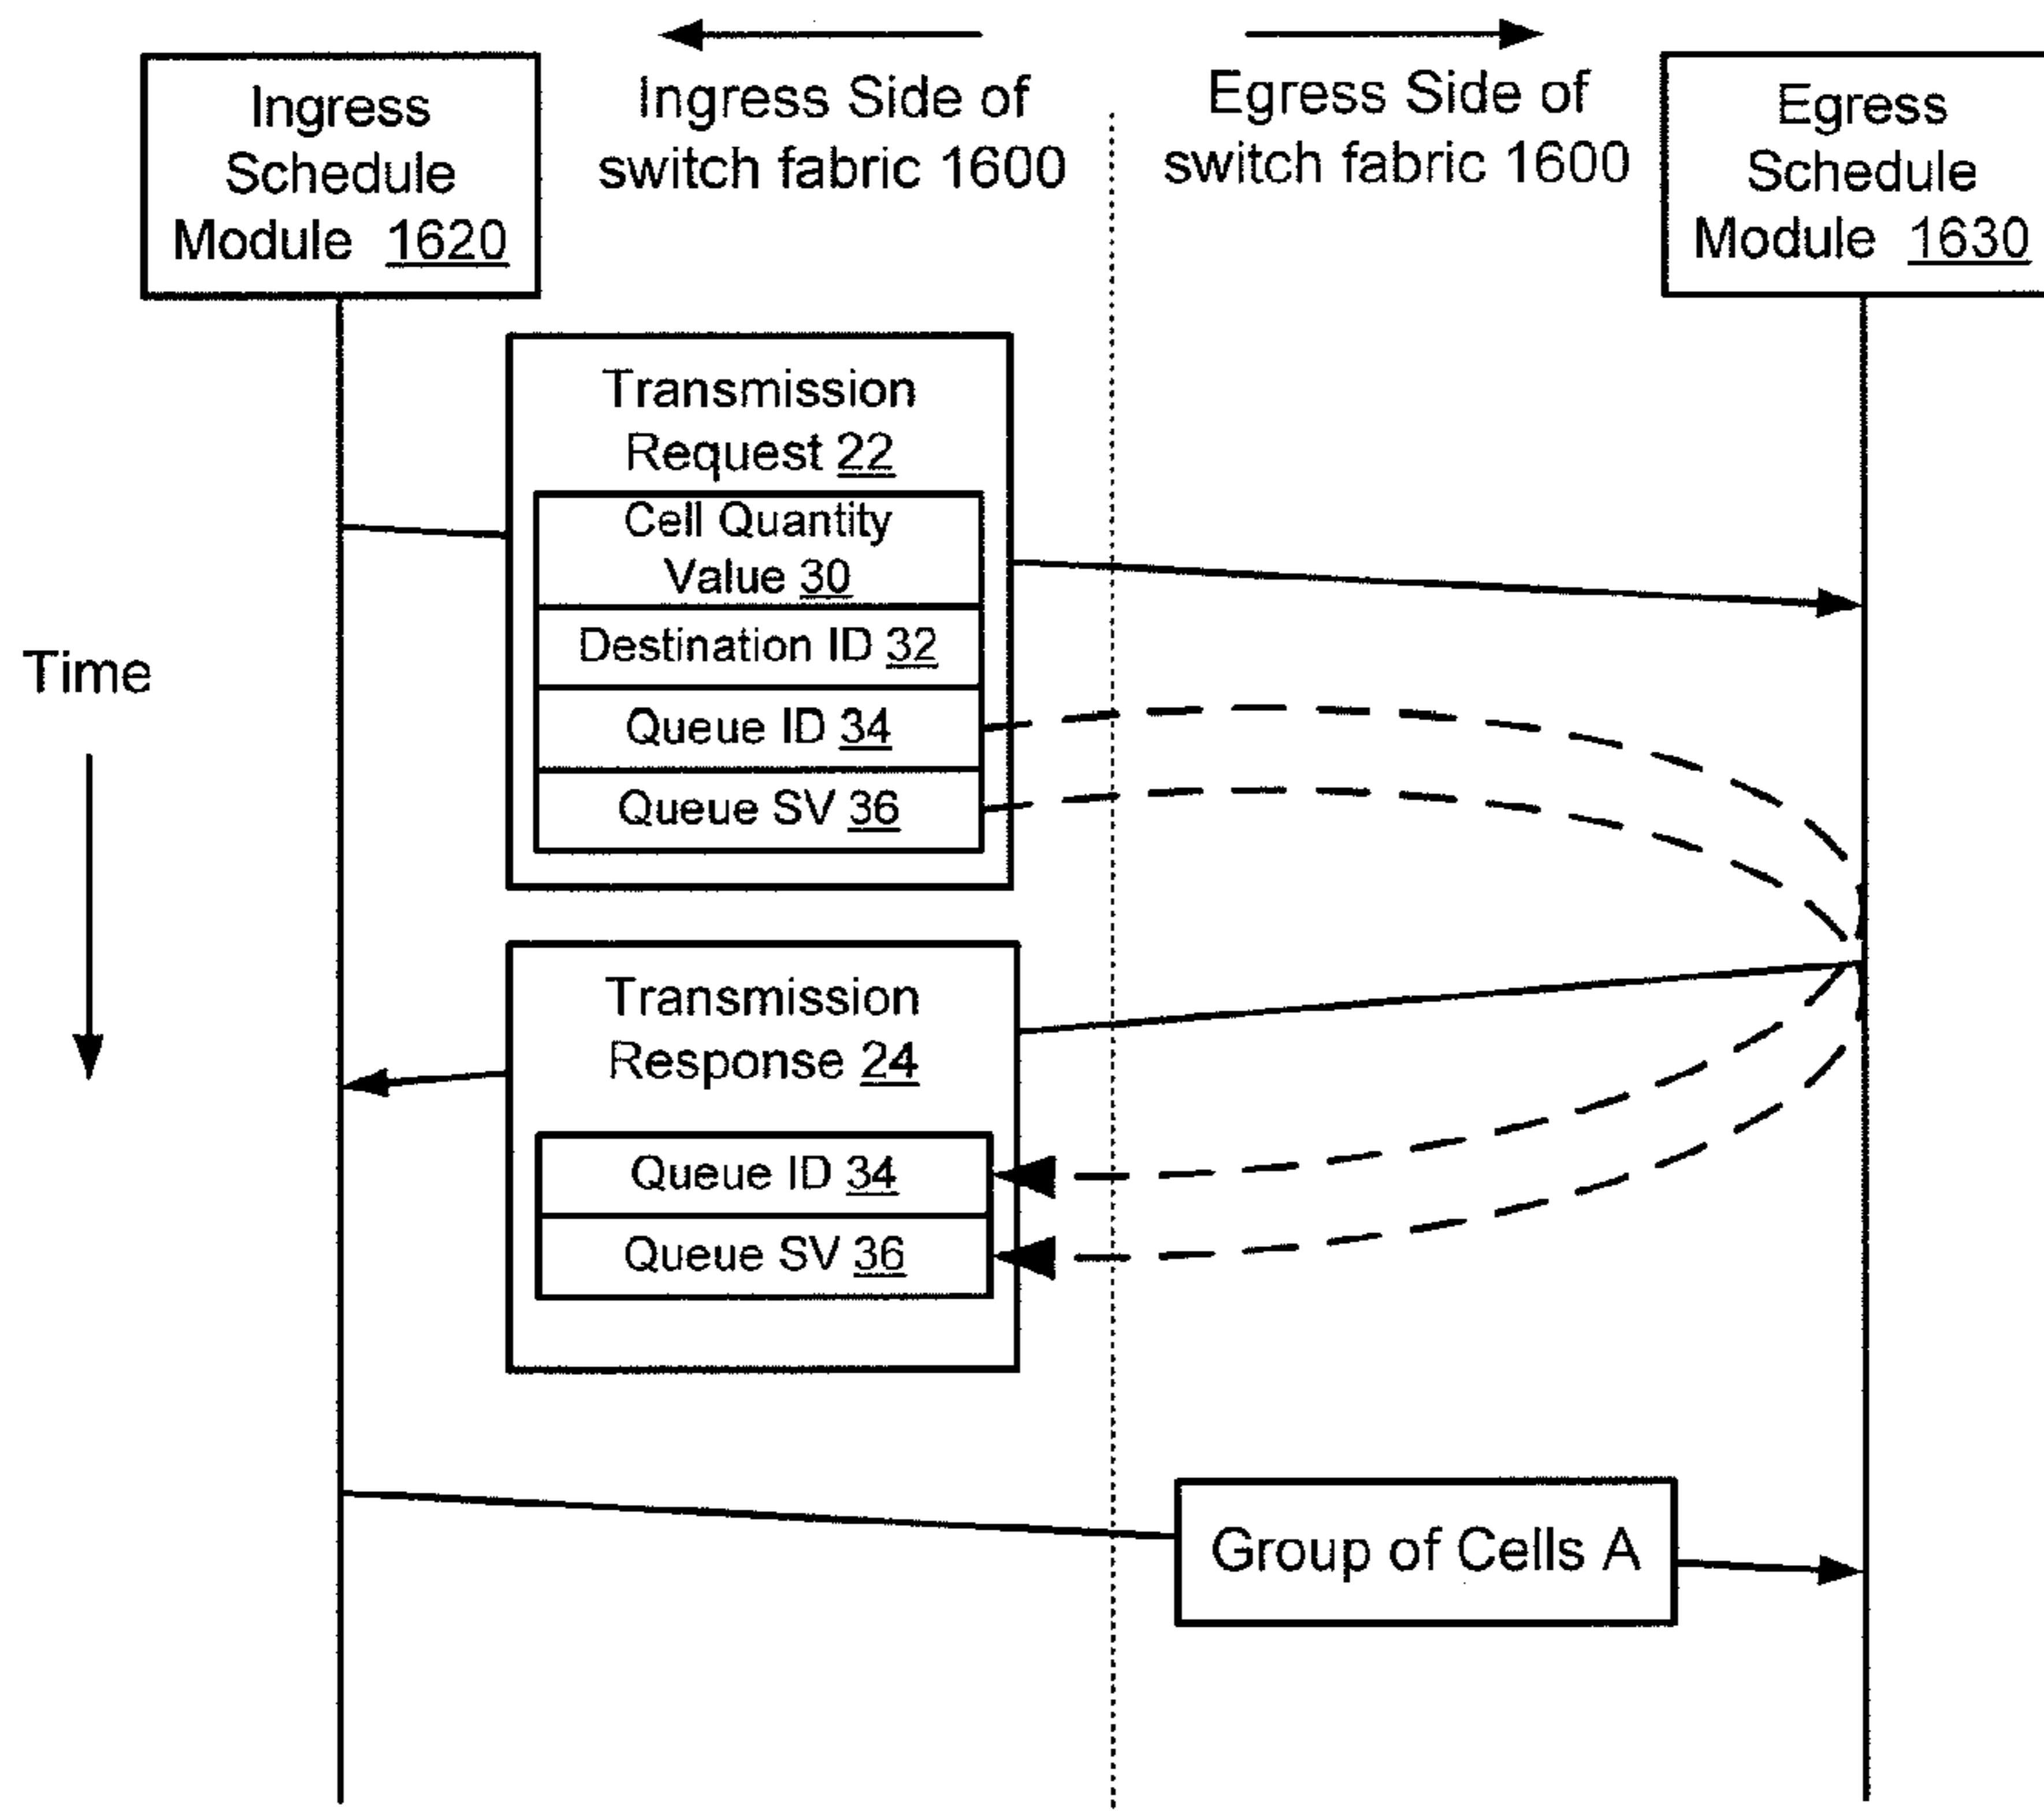 Ingress
Schedule
Module 1620
Ingress Side of
switch fabric 1600
Egress Side of
switch fabric 1600
Egress
Schedule
Module 1630
Transmission
Request 22
Cell Quantity
Value 30
Destination ID 32
Queue ID 34
Queue SV 36
Time
Transmission
Response 24
Queue ID 34
Queue SV 36
Group of Cells A